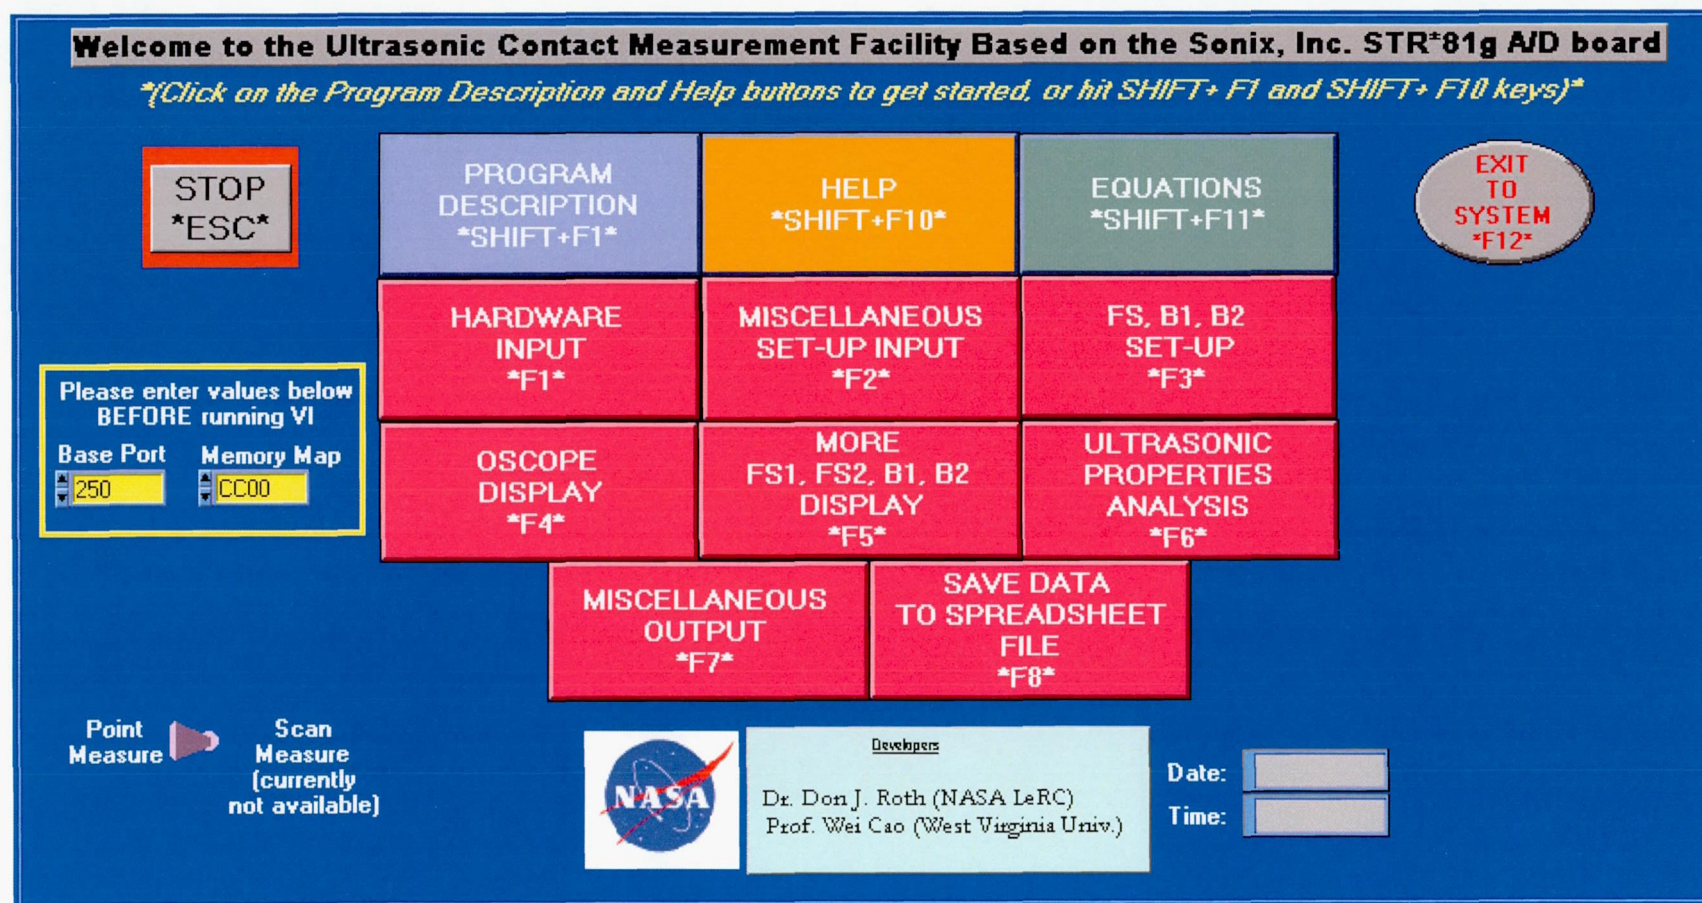 Welcome to the Ultrasonic Contact Measurement Facility Based on the Sonix, Inc. STR*81g A/D board
*(Click on the Program Description and Help buttons to get started, or hit SHIFT+ F1 and SHIFT+ F10 keys)*
STOP
*ESC*
PROGRAM
DESCRIPTION
*SHIFT+F1*
HELP
*SHIFT+F10*
EQUATIONS
*SHIFT+F11*
EXIT
TO
SYSTEM
*F12*
HARDWARE
INPUT
*F1*
MISCELLANEOUS
SET-UP INPUT
*F2*
FS, B1, B2
SET-UP
*F3*
Please enter values below
BEFORE running VI
Base Port
Memory Map
250
CC00
OSCOPE
DISPLAY
*F4*
MORE
FS1, FS2, B1, B2
DISPLAY
*F5*
ULTRASONIC
PROPERTIES
ANALYSIS
*F6*
MISCELLANEOUS
OUTPUT
*F7*
SAVE DATA
TO SPREADSHEET
FILE
*F8*
Point
Measure
Scan
Measure
(currently
not available)
NASA
Developers
Dr. Don J. Roth (NASA LeRC)
Prof. Wei Cao (West Virginia Univ.)
Date:
Time: